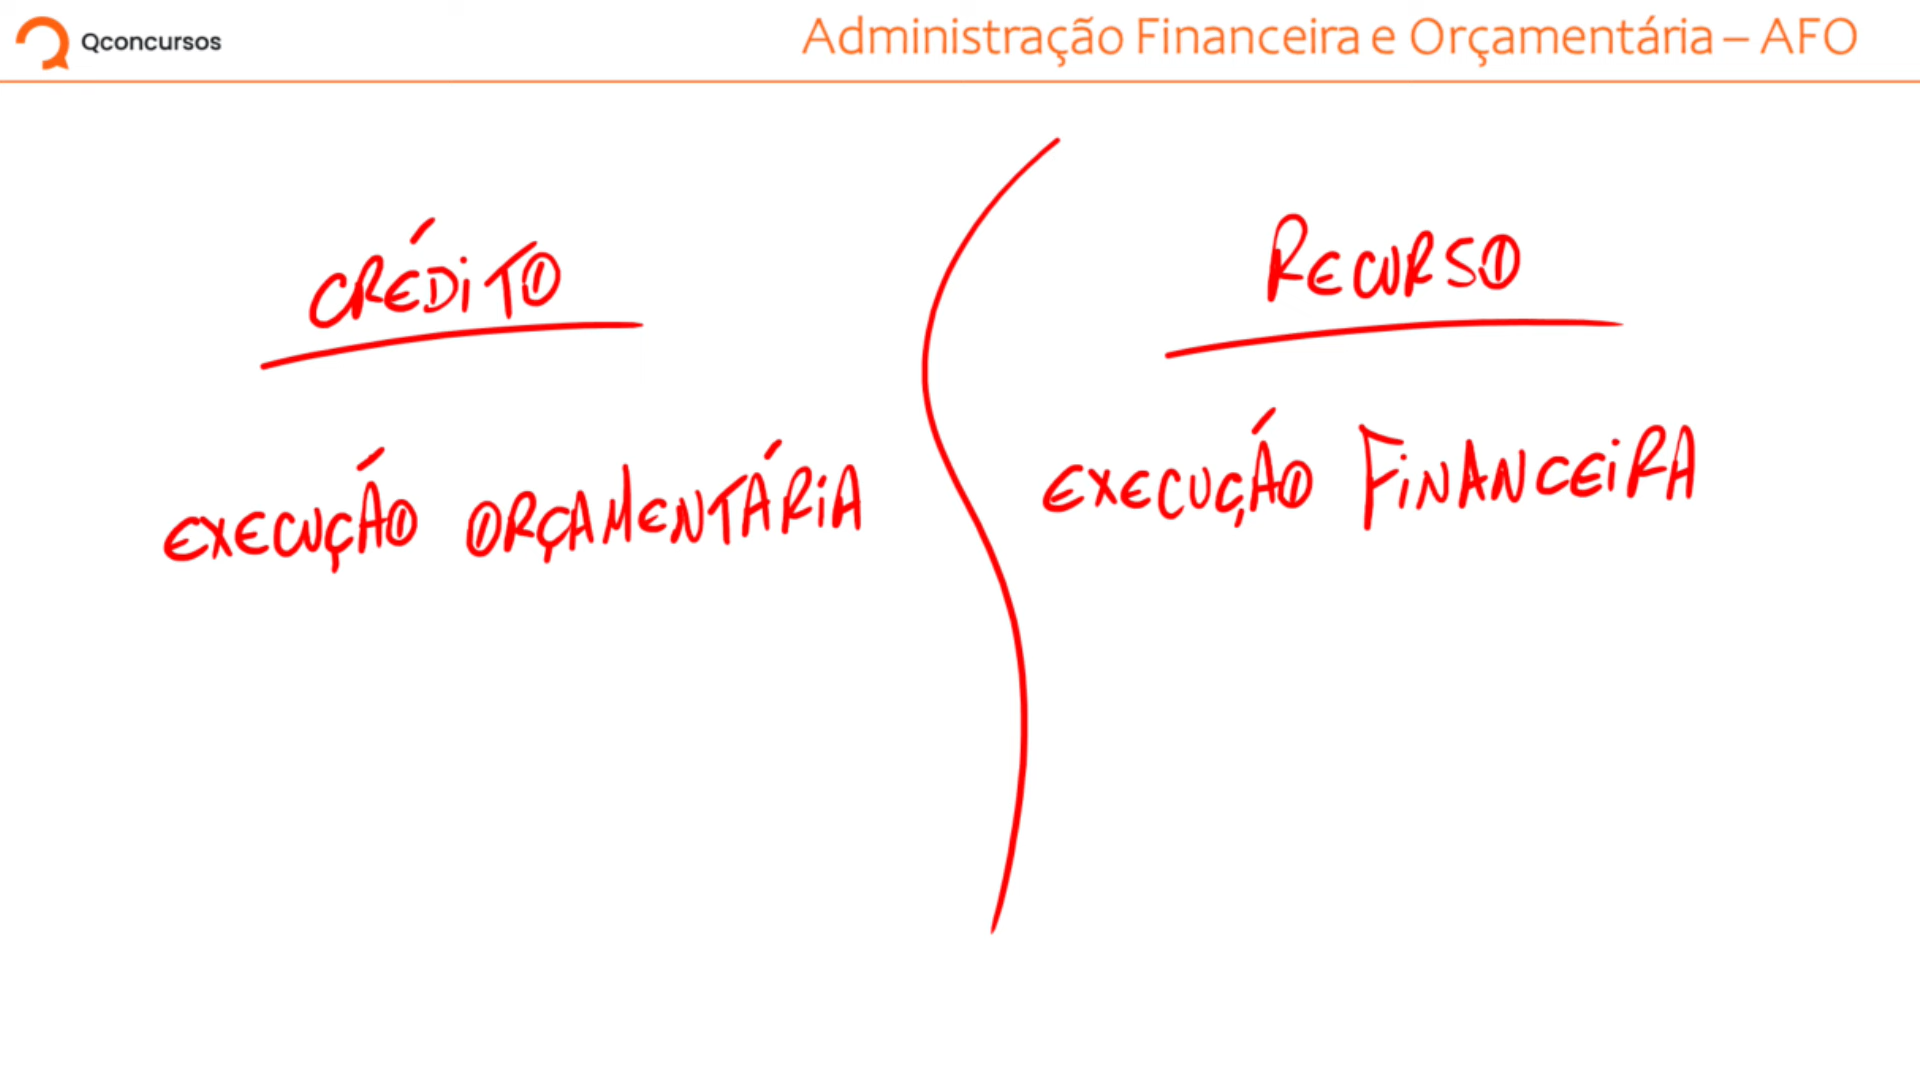 Qconcursos
Administração Financeira e Orçamentária – AFO
CRÉDITO
EXECUÇÃO ORÇAMENTÁRIA
RECURSO
EXECUÇÃO FINANCEIRA